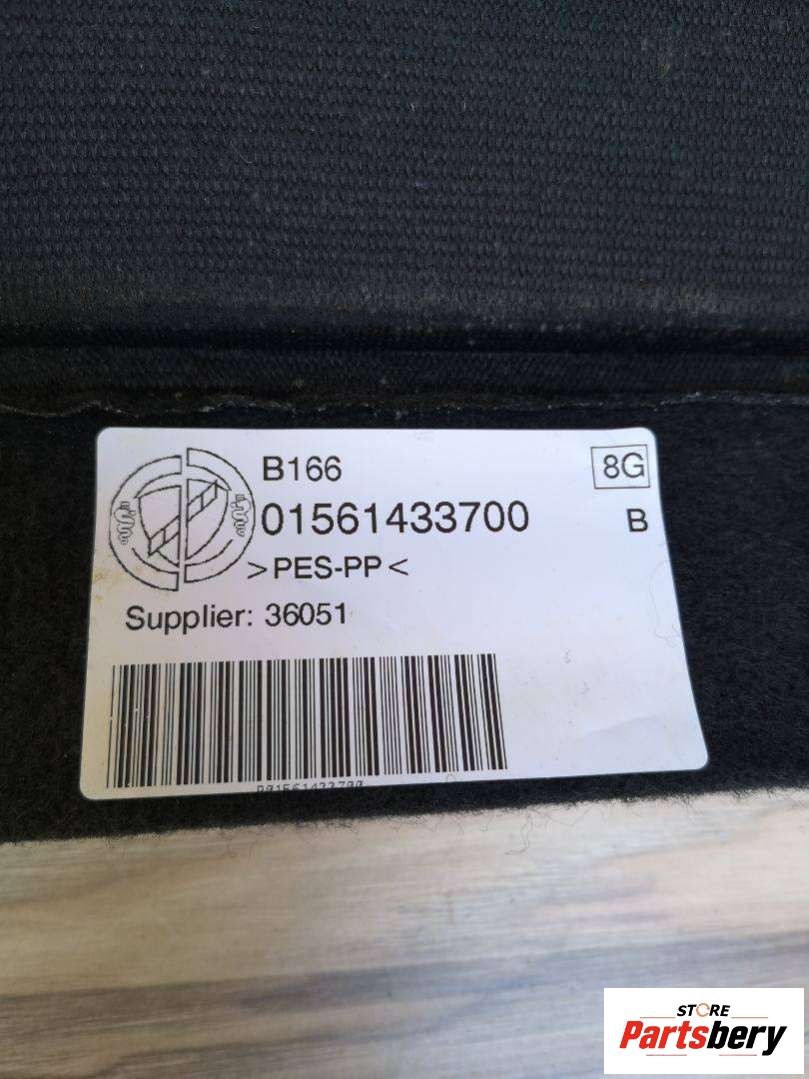 B166
8G
01561433700
B
>PES-PP<
Supplier: 36051
STORE
Partsbery